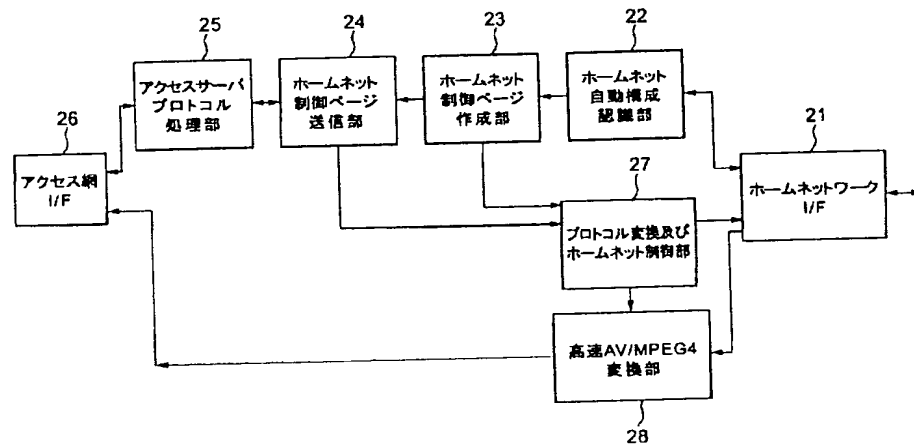 25
24
23
22
アクセスサーバ
プロトコル
処理部
ホームネット
制御ページ
送信部
ホームネット
制御ページ
作成部
ホームネット
自動構成
認識部
26
アクセス網
I/F
21
ホームネットワーク
I/F
27
プロトコル変換及び
ホームネット制御部
高速AV/MPEG4
変換部
28